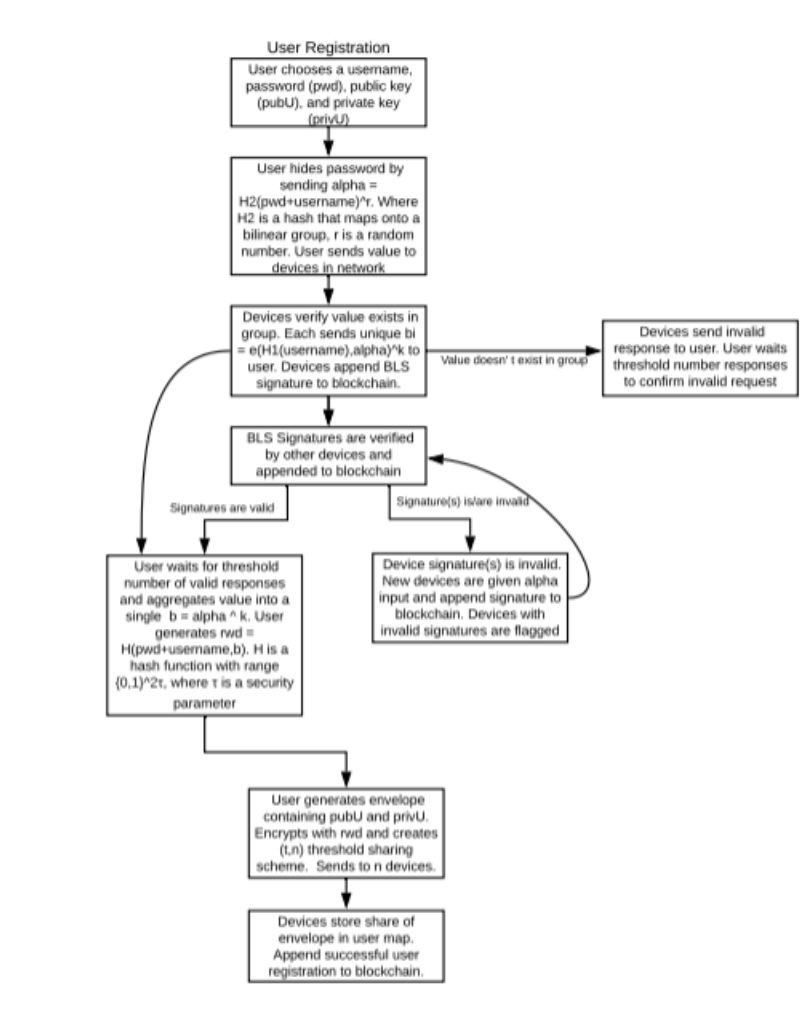 User Registration
User chooses a username,
password (pwd), public key
(pubU), and private key
(privU)
User hides password by
sending alpha =
H2(pwd+username)^r. Where
H2 is a hash that maps onto a
bilinear group, r is a random
number. User sends value to
devices in network
Devices verify value exists in
group. Each sends unique bi
= e(H1(username),alpha)^k to
user. Devices append BLS
signature to blockchain.
Value doesn' t exist in group
Devices send invalid
response to user. User waits
threshold number responses
to confirm invalid request
BLS Signatures are verified
by other devices and
appended to blockchain
Signatures are valid
Signature(s) is/are invalid
User waits for threshold
number of valid responses
and aggregates value into a
single b = alpha ^ k. User
generates rwd =
H(pwd+username,b). H is a
hash function with range
{0,1}^2τ, where τ is a security
parameter
Device signature(s) is invalid.
New devices are given alpha
input and append signature to
blockchain. Devices with
invalid signatures are flagged
User generates envelope
containing pubU and privU.
Encrypts with rwd and creates
(t,n) threshold sharing
scheme. Sends to n devices.
Devices store share of
envelope in user map.
Append successful user
registration to blockchain.